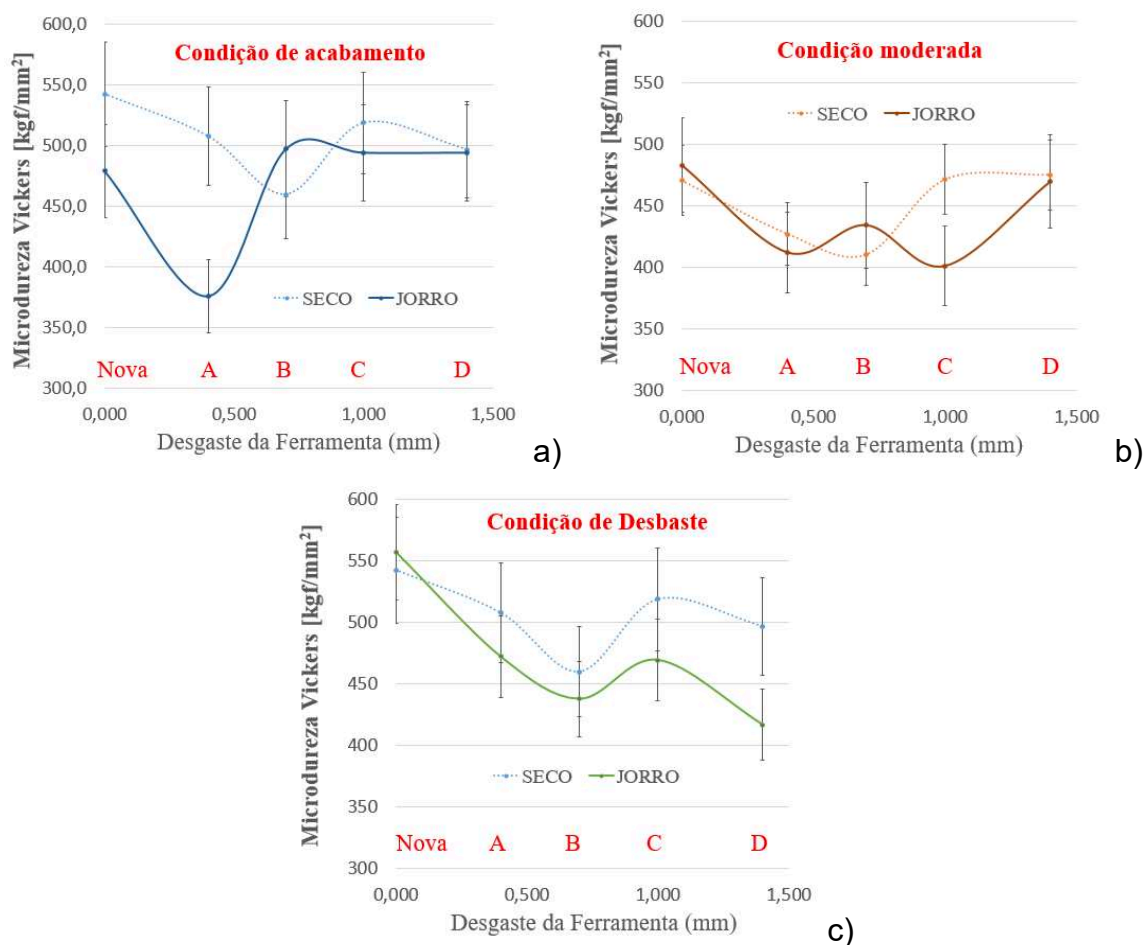 Condição de acabamento
Microdureza Vickers [kgf/mm²]
600,0
550,0
500,0
450,0
400,0
350,0
300,0
SECO JORRO
Nova A B C D
0,000 0,500 1,000 1,500
Desgaste da Ferramenta (mm)
a)
Condição moderada
Microdureza Vickers [kgf/mm²]
600
550
500
450
400
350
300
SECO JORRO
Nova A B C D
0,000 0,500 1,000 1,500
Desgaste da Ferramenta (mm)
b)
Condição de Desbaste
Microdureza Vickers [kgf/mm²]
600
550
500
450
400
350
300
SECO JORRO
Nova A B C D
0,000 0,500 1,000 1,500
Desgaste da Ferramenta (mm)
c)